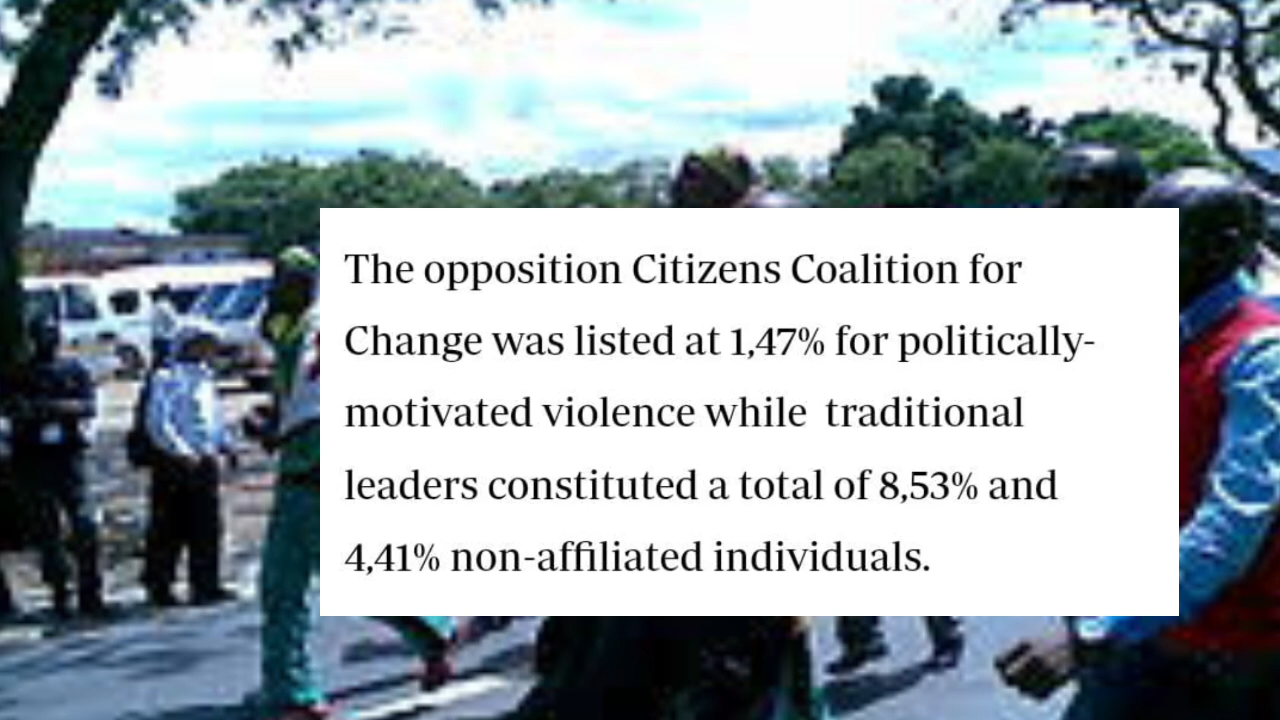 The opposition Citizens Coalition for
Change was listed at 1,47% for politically-
motivated violence while  traditional
leaders constituted a total of 8,53% and
4,41% non-affiliated individuals.